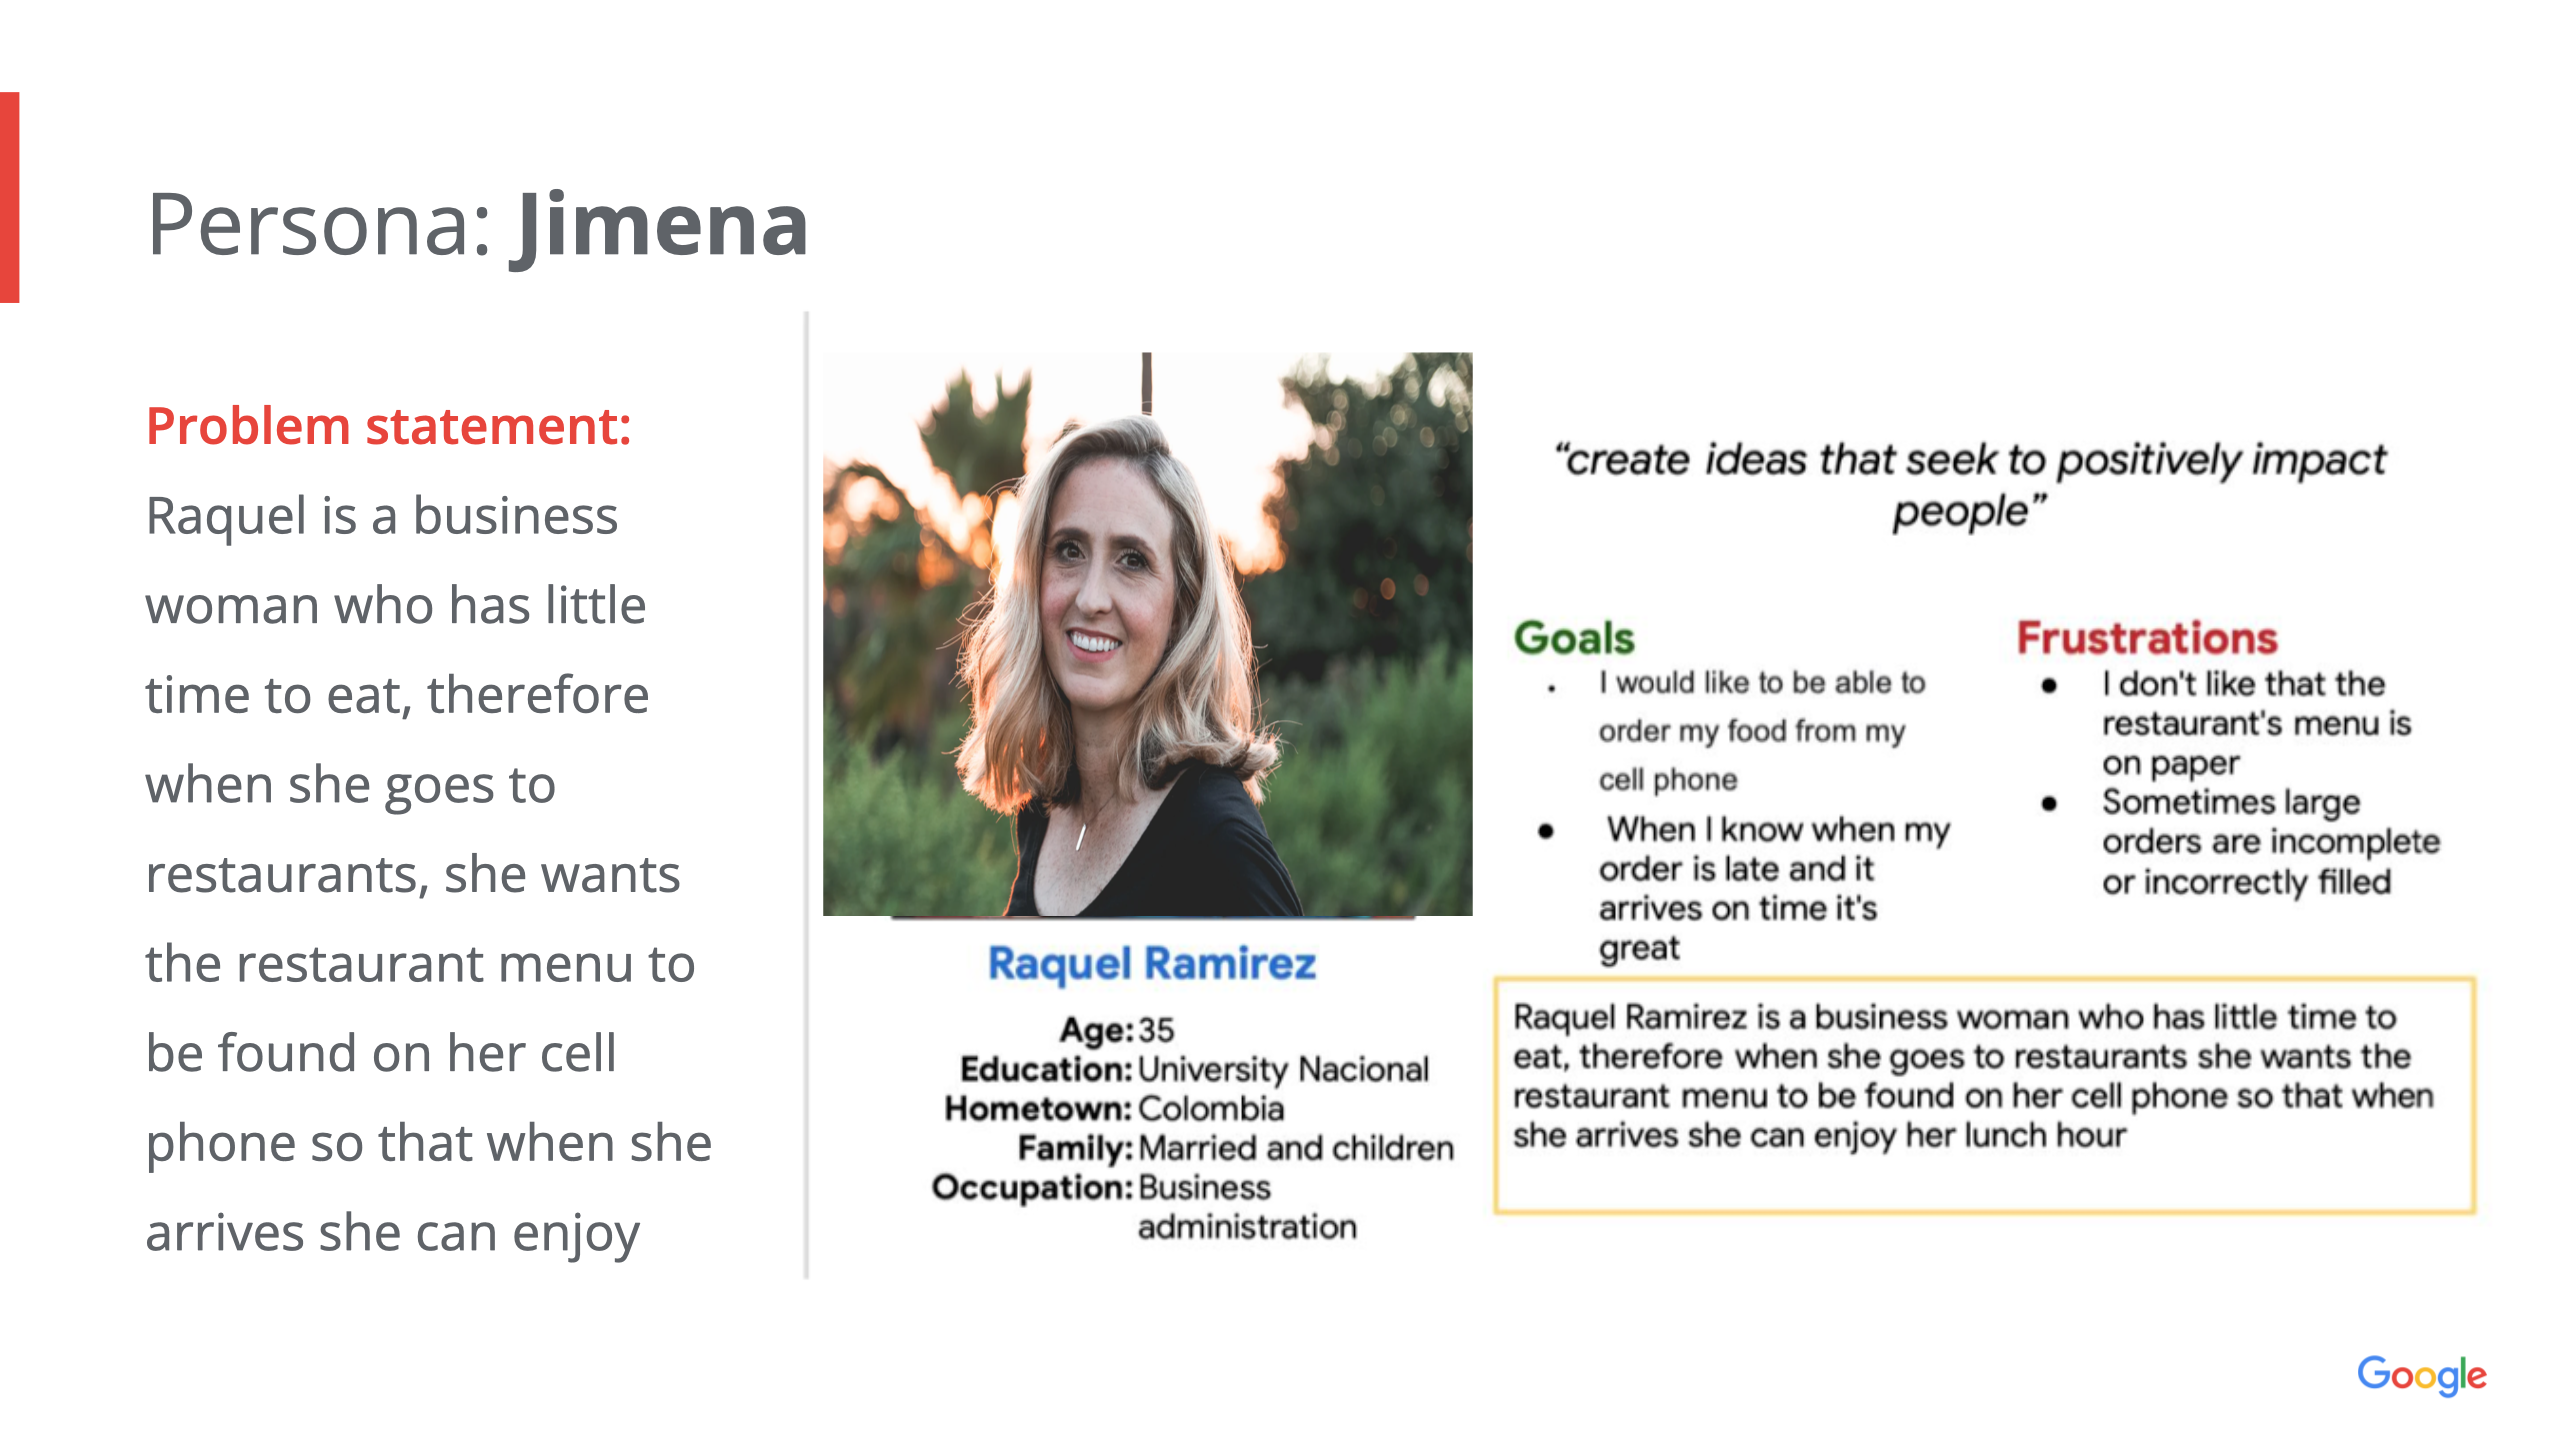 Persona: Jimena
Problem statement:
Raquel is a business
woman who has little
time to eat, therefore
when she goes to
restaurants, she wants
the restaurant menu to
be found on her cell
phone so that when she
arrives she can enjoy
Raquel Ramirez
Age: 35
Education: University Nacional
Hometown: Colombia
Family: Married and children
Occupation: Business
administration
“create ideas that seek to positively impact
people”
Goals
• I would like to be able to
order my food from my
cell phone
● When I know when my
order is late and it
arrives on time it's
great
Frustrations
● I don't like that the
restaurant's menu is
on paper
● Sometimes large
orders are incomplete
or incorrectly filled
Raquel Ramirez is a business woman who has little time to
eat, therefore when she goes to restaurants she wants the
restaurant menu to be found on her cell phone so that when
she arrives she can enjoy her lunch hour
Google